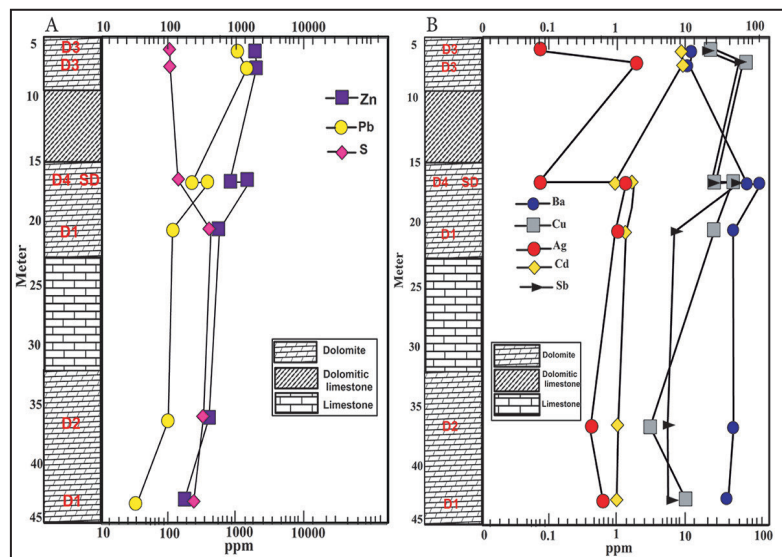 A
10 100 1000 10000
5
10
15
20
25
30
35
40
45
Meter
D3
D3
D4 SD
D1
D2
D1
Zn
Pb
S
Dolomite
Dolomitic
limestone
Limestone
10 100 1000 10000
ppm
B
0 0.1 1 10 100
5
10
15
20
25
30
35
40
45
Meter
D3
D3
D4 SD
D1
D2
D1
Ba
Cu
Ag
Cd
Sb
Dolomite
Dolomitic
limestone
Limestone
0 0.1 1 10 100
ppm